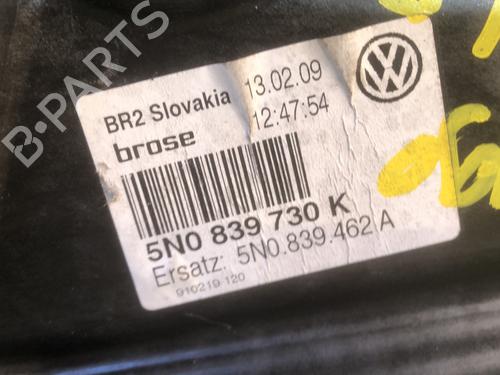 B-PARTS
BR2 Slovakia
13.02.09
brose
12:47:54
5N0 839 730 K
Ersatz: 5N0.839.462 A
910219 120